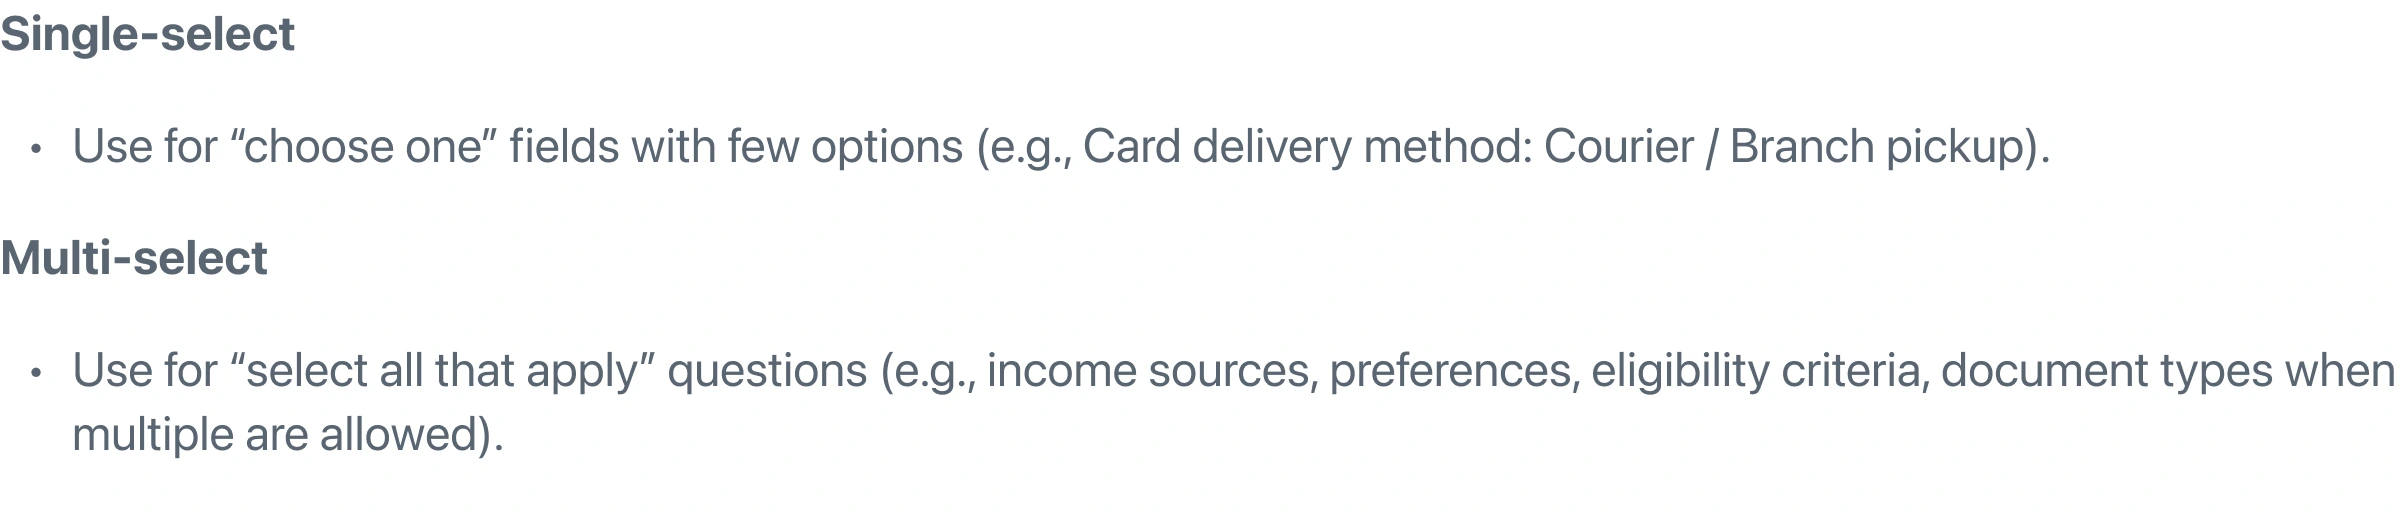 Single-select
• Use for “choose one” fields with few options (e.g., Card delivery method: Courier / Branch pickup).
Multi-select
• Use for “select all that apply” questions (e.g., income sources, preferences, eligibility criteria, document types when
multiple are allowed).